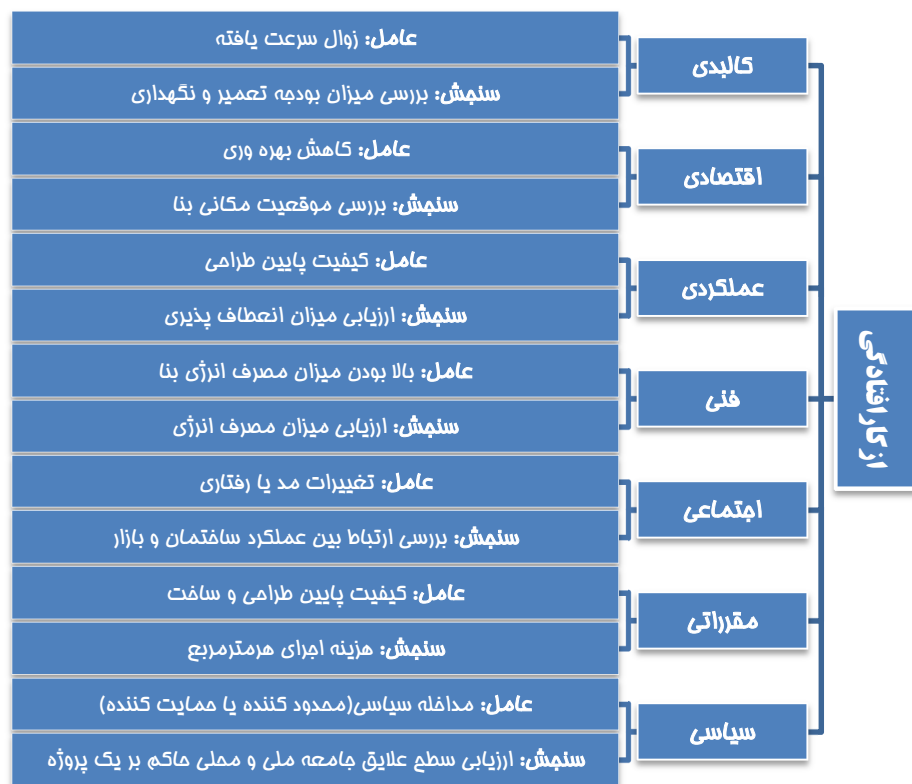 از کار افتادگی
کالبدی
عامل: زوال سرعت یافته
سنجش: بررسی میزان بودجه تعمیر و نگهداری
اقتصادی
عامل: کاهش بهره وری
سنجش: بررسی موقعیت مکانی بنا
عملکردی
عامل: کیفیت پایین طراحی
سنجش: ارزیابی میزان انعطاف پذیری
فنی
عامل: بالا بودن میزان مصرف انرژی بنا
سنجش: ارزیابی میزان مصرف انرژی
اجتماعی
عامل: تغییرات مد یا رفتاری
سنجش: بررسی ارتباط بین عملکرد ساختمان و بازار
مقرراتی
عامل: کیفیت پایین طراحی و ساخت
سنجش: هزینه اجرای هرمترمربع
سیاسی
عامل: مداخله سیاسی(محدود کننده یا حمایت کننده)
سنجش: ارزیابی سطح علایق جامعه ملی و محلی حاکم بر یک پروژه